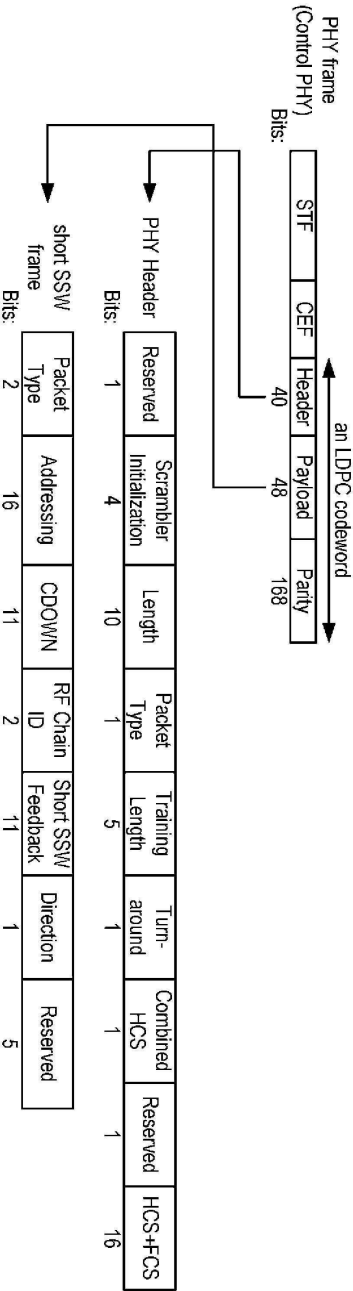 PHY frame
(Control PHY)
an LDPC codeword
STF
CEF
Header
Payload
Parity
Bits:
40
48
168
PHY Header
Reserved
Scrambler
Initialization
Length
Packet
Type
Training
Length
Turn-
around
Combined
HCS
Reserved
HCS+FCS
Bits:
1
4
10
1
5
1
1
1
16
short SSW
frame
Packet
Type
Addressing
CDOWN
RF Chain
ID
Short SSW
Feedback
Direction
Reserved
Bits:
2
16
11
2
11
1
5